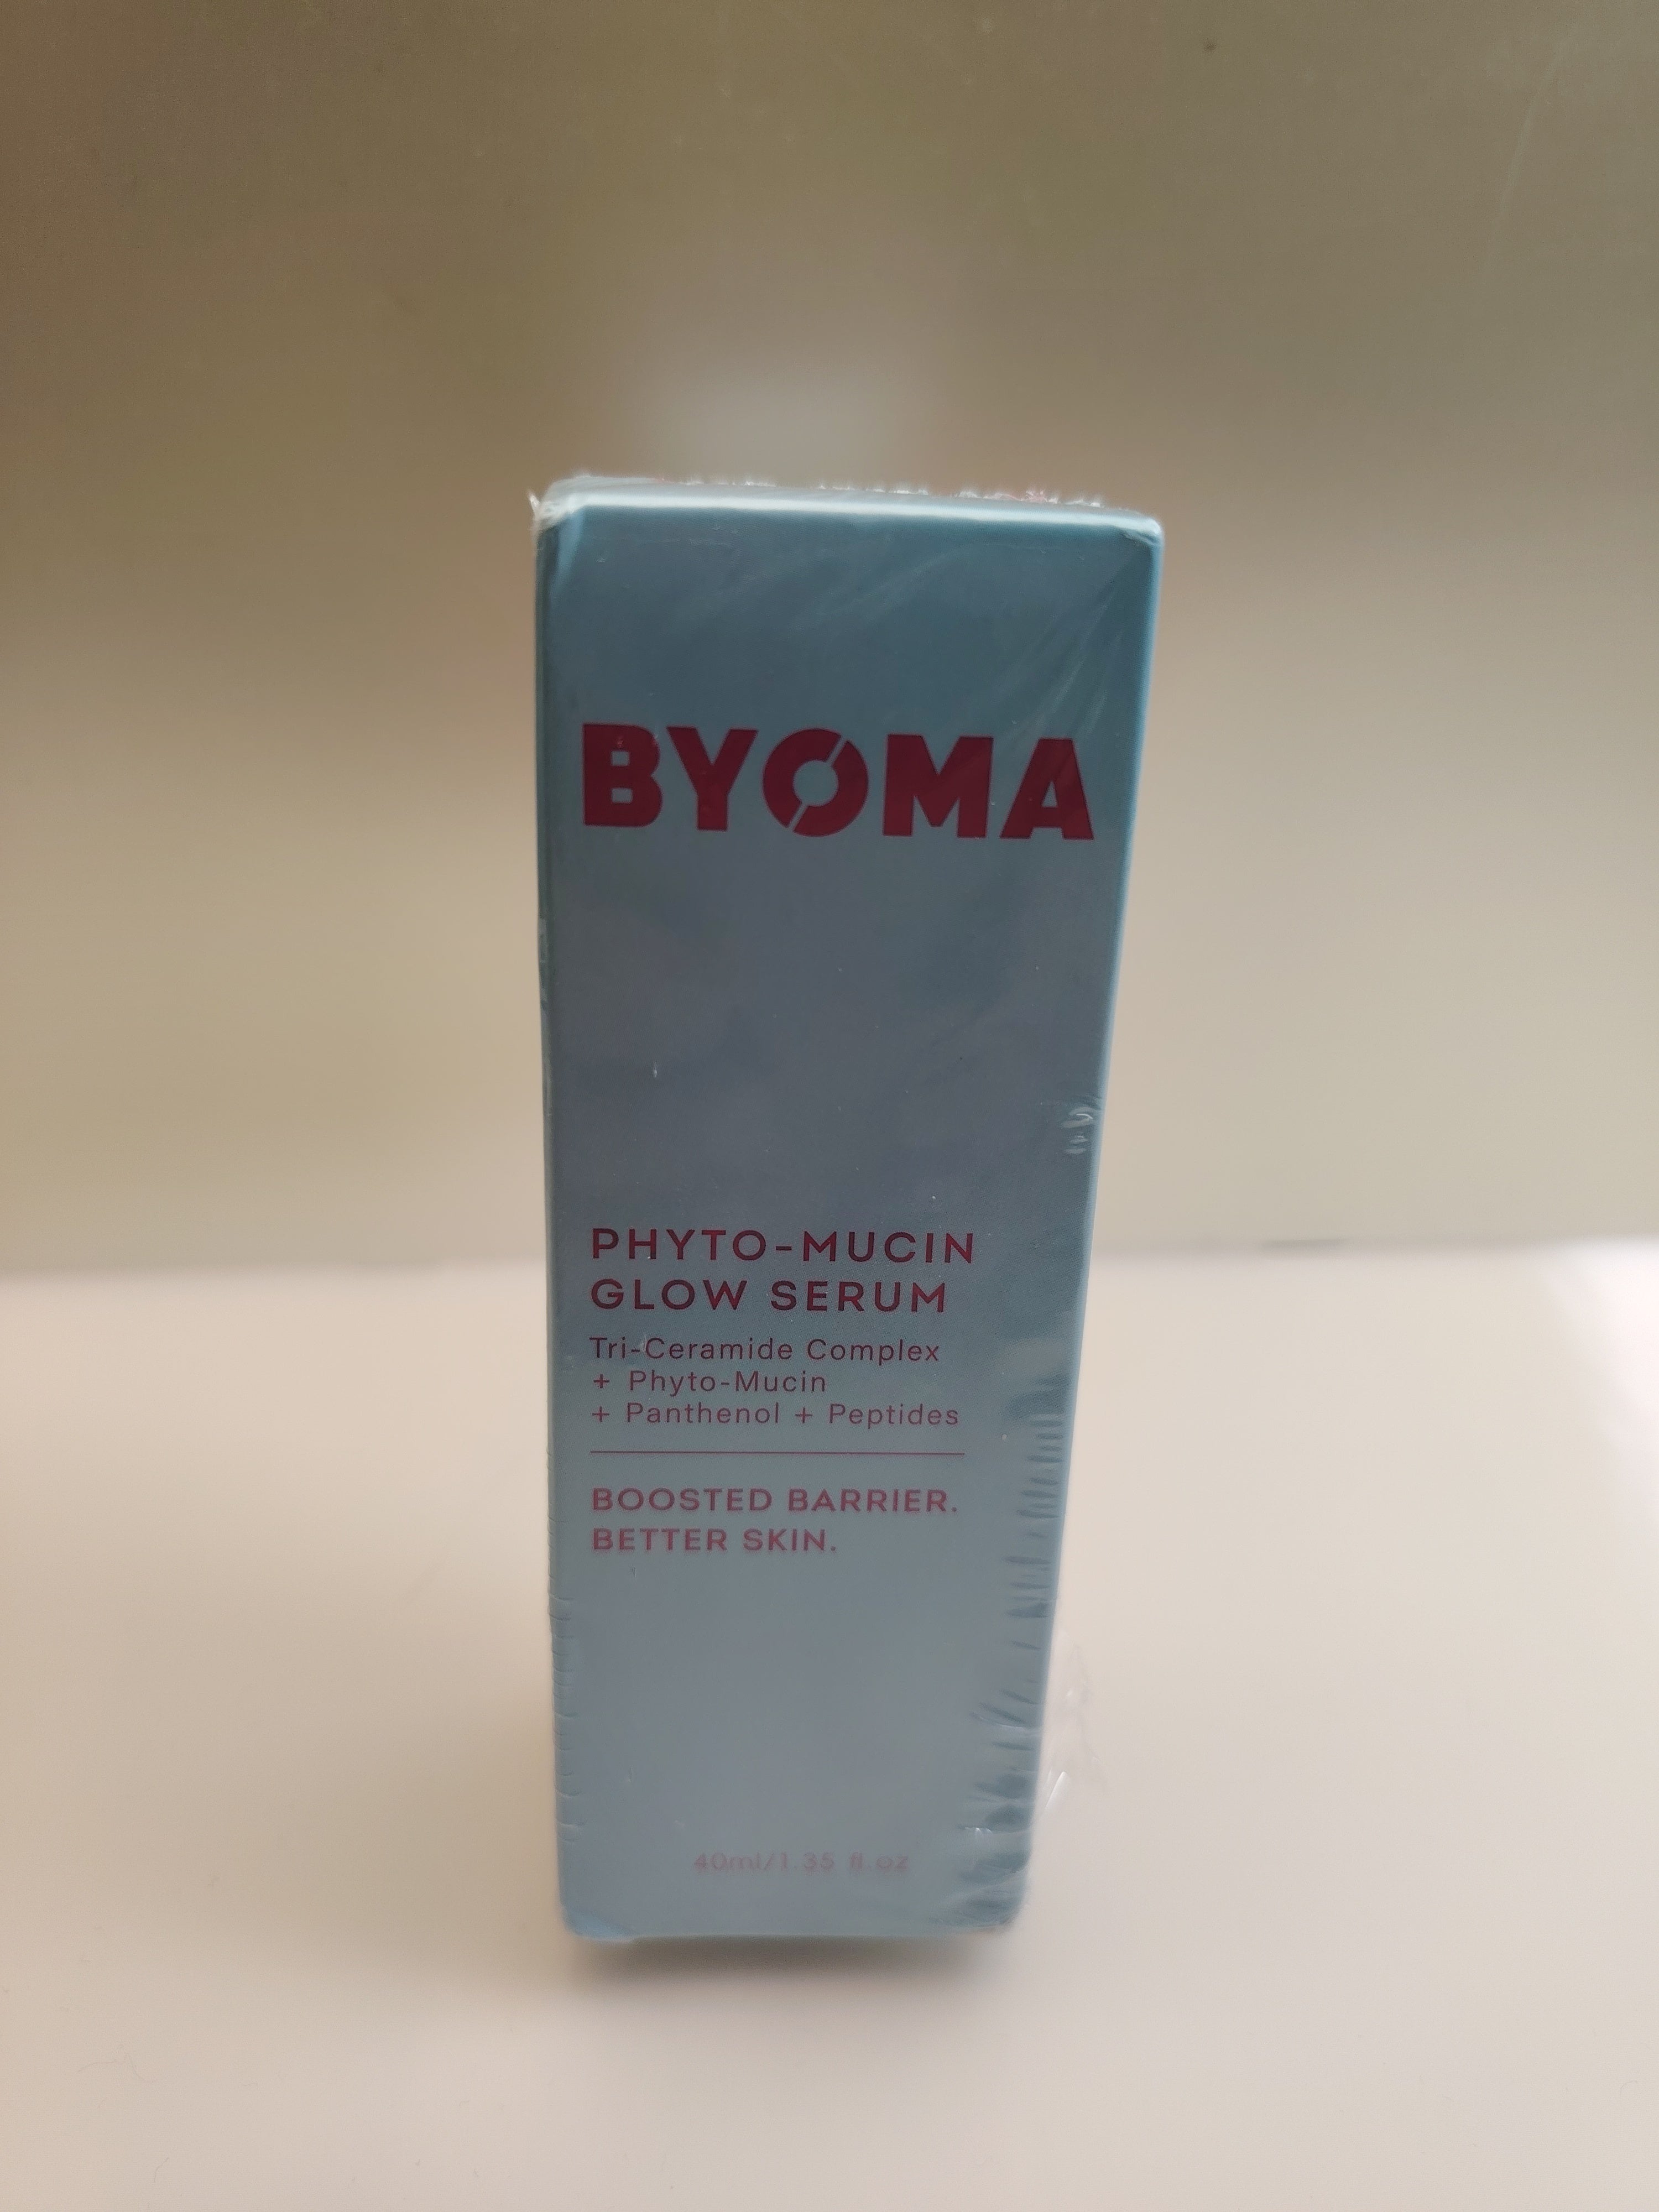 BYOMA
PHYTO-MUCIN
GLOW SERUM
Tri-Ceramide Complex
+ Phyto-Mucin
+ Panthenol + Peptides
BOOSTED BARRIER.
BETTER SKIN.
40ml/1.35 fl.oz